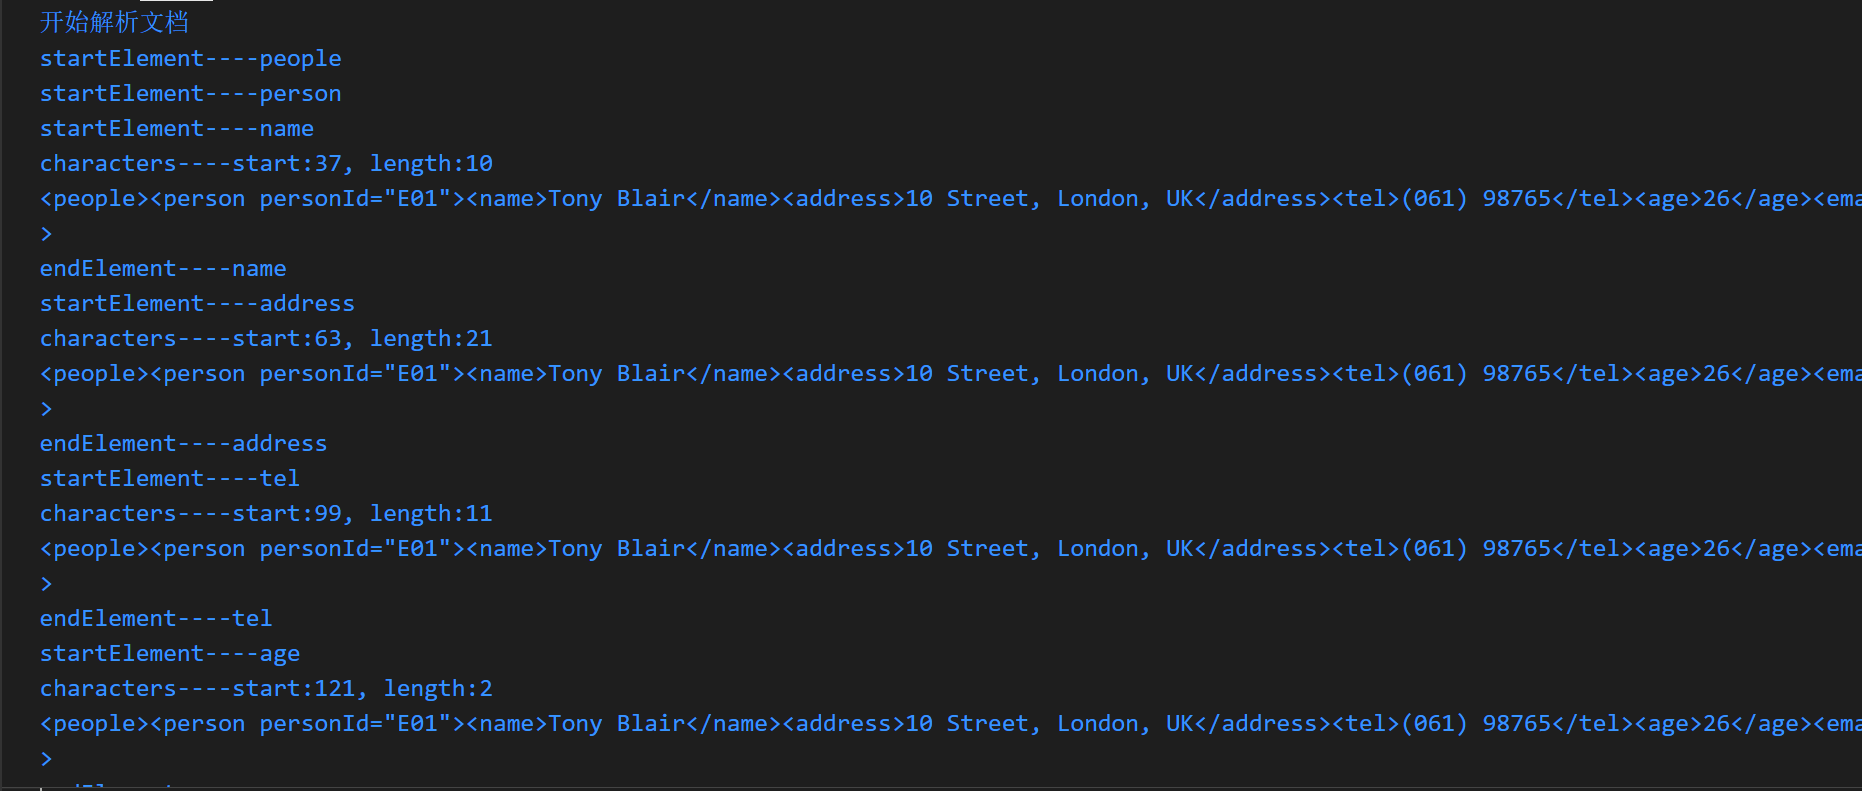 开始解析文档
startElement----people
startElement----person
startElement----name
characters----start:37, length:10
<people><person personId="E01"><name>Tony Blair</name><address>10 Street, London, UK</address><tel>(061) 98765</tel><age>26</age><ema
>
endElement----name
startElement----address
characters----start:63, length:21
<people><person personId="E01"><name>Tony Blair</name><address>10 Street, London, UK</address><tel>(061) 98765</tel><age>26</age><ema
>
endElement----address
startElement----tel
characters----start:99, length:11
<people><person personId="E01"><name>Tony Blair</name><address>10 Street, London, UK</address><tel>(061) 98765</tel><age>26</age><ema
>
endElement----tel
startElement----age
characters----start:121, length:2
<people><person personId="E01"><name>Tony Blair</name><address>10 Street, London, UK</address><tel>(061) 98765</tel><age>26</age><ema
>